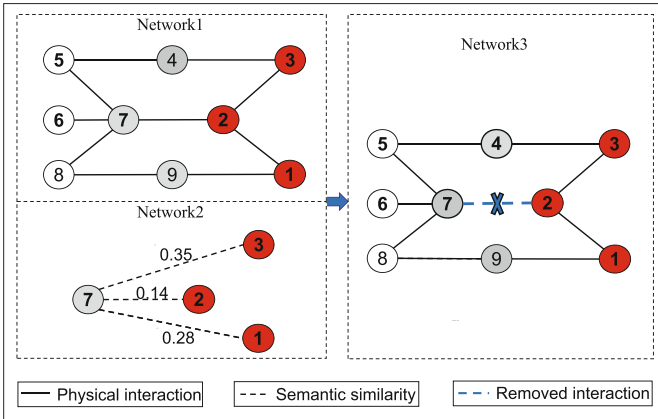 Network1
5 4 3
6 7 2
8 9 1
Network2
3
0.35
7 0.14 2
0.28
1
Network3
5 4 3
6 7 X 2
8 9 1
Physical interaction Semantic similarity Removed interaction